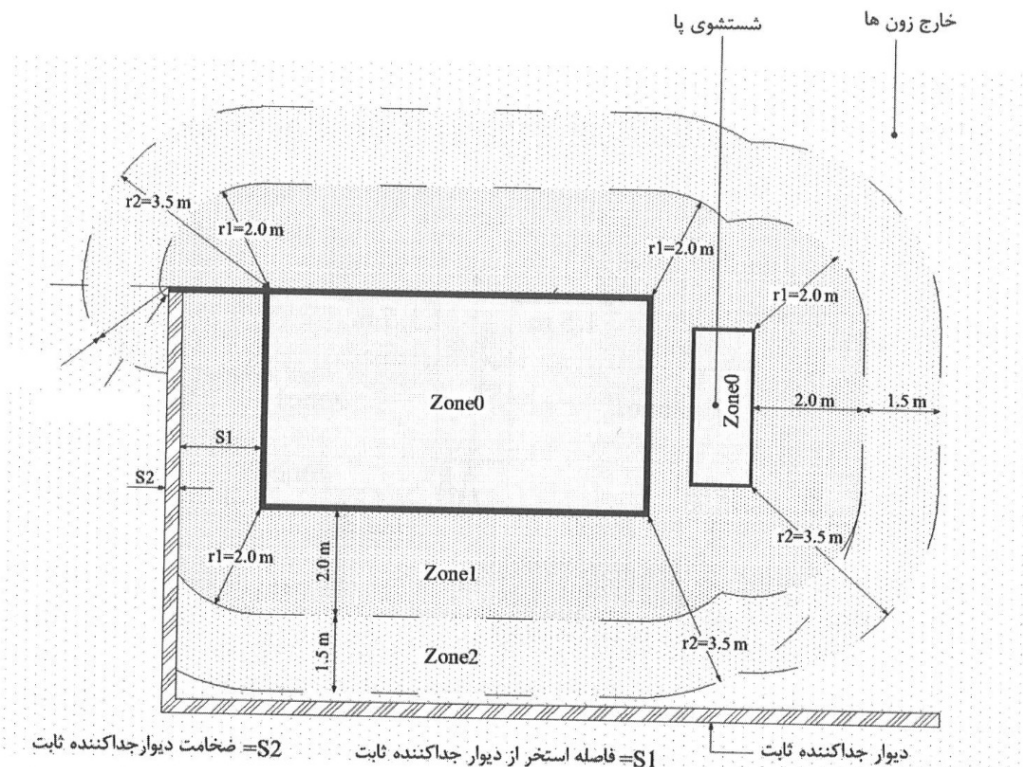 خارج زون ها
شستشوی پا
r2=3.5 m
r1=2.0 m
r1=2.0 m
r1=2.0 m
Zone0
Zone0
2.0 m
1.5 m
S1
S2
r1=2.0 m
2.0 m
Zone1
r2=3.5 m
1.5 m
Zone2
r2=3.5 m
دیوار جداکننده ثابت
S1= فاصله استخر از دیوار جداکننده ثابت
S2= ضخامت دیوارجداکننده ثابت